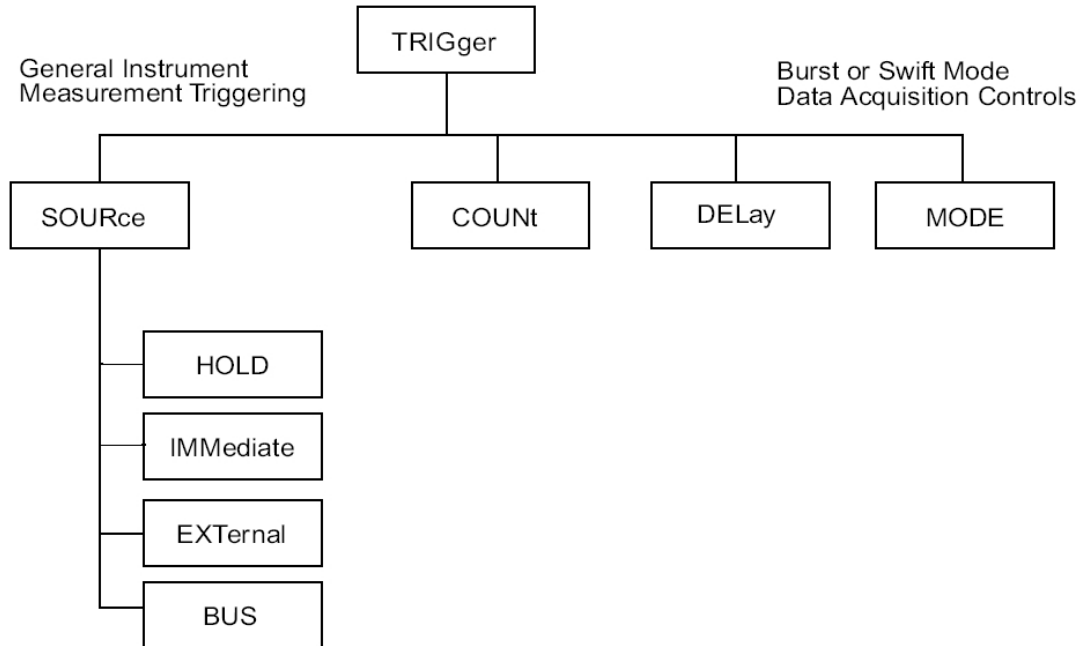 TRIGger
General Instrument
Measurement Triggering
Burst or Swift Mode
Data Acquisition Controls
SOURce
COUNt
DELay
MODE
HOLD
IMMediate
EXTernal
BUS